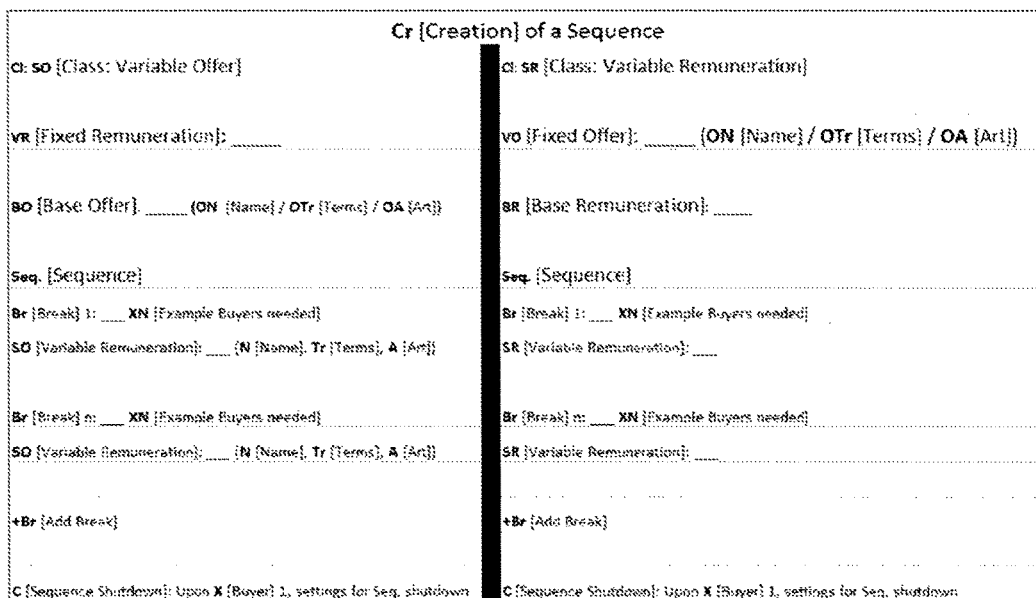 Cr [Creation] of a Sequence
Cl: SO [Class: Variable Offer]
VR [Fixed Remuneration]: _____
BO [Base Offer]. _____ (ON [Name] / OTr [Terms] / OA [Art])
Seq. [Sequence]
Br [Break] 1: ___ XN [Example Buyers needed]
SO [Variable Remuneration]: ___ (N [Name], Tr [Terms], A [Art])
Br [Break] n: ___ XN [Example Buyers needed]
SO [Variable Remuneration]: ___ (N [Name], Tr [Terms], A [Art])
+Br [Add Break]
C [Sequence Shutdown]: Upon X [Buyer] 1, settings for Seq. shutdown
Cl: SR [Class: Variable Remuneration]
VO [Fixed Offer]: _____ (ON [Name] / OTr [Terms] / OA [Art])
BR [Base Remuneration]: ____
Seq. [Sequence]
Br [Break] 1: ___ XN [Example Buyers needed]
SR [Variable Remuneration]: ___
Br [Break] n: ___ XN [Example Buyers needed]
SR [Variable Remuneration]: ___
+Br [Add Break]
C [Sequence Shutdown]: Upon X [Buyer] 1, settings for Seq. shutdown